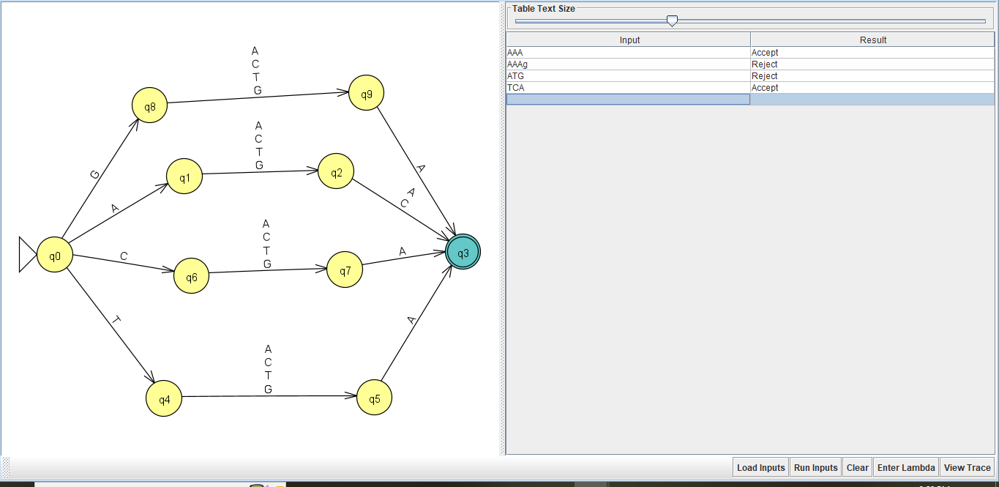 Table Text Size
Input Result
AAA Accept
AAAg Reject
ATG Reject
TCA Accept
A
C
T
G
q8
q9
A
C
T
G
G
q1
q2
A
A
A
C
q0
A
C
T
G
C
q6
q7
A
q3
T
A
A
C
T
G
q4
q5
Load Inputs Run Inputs Clear Enter Lambda View Trace